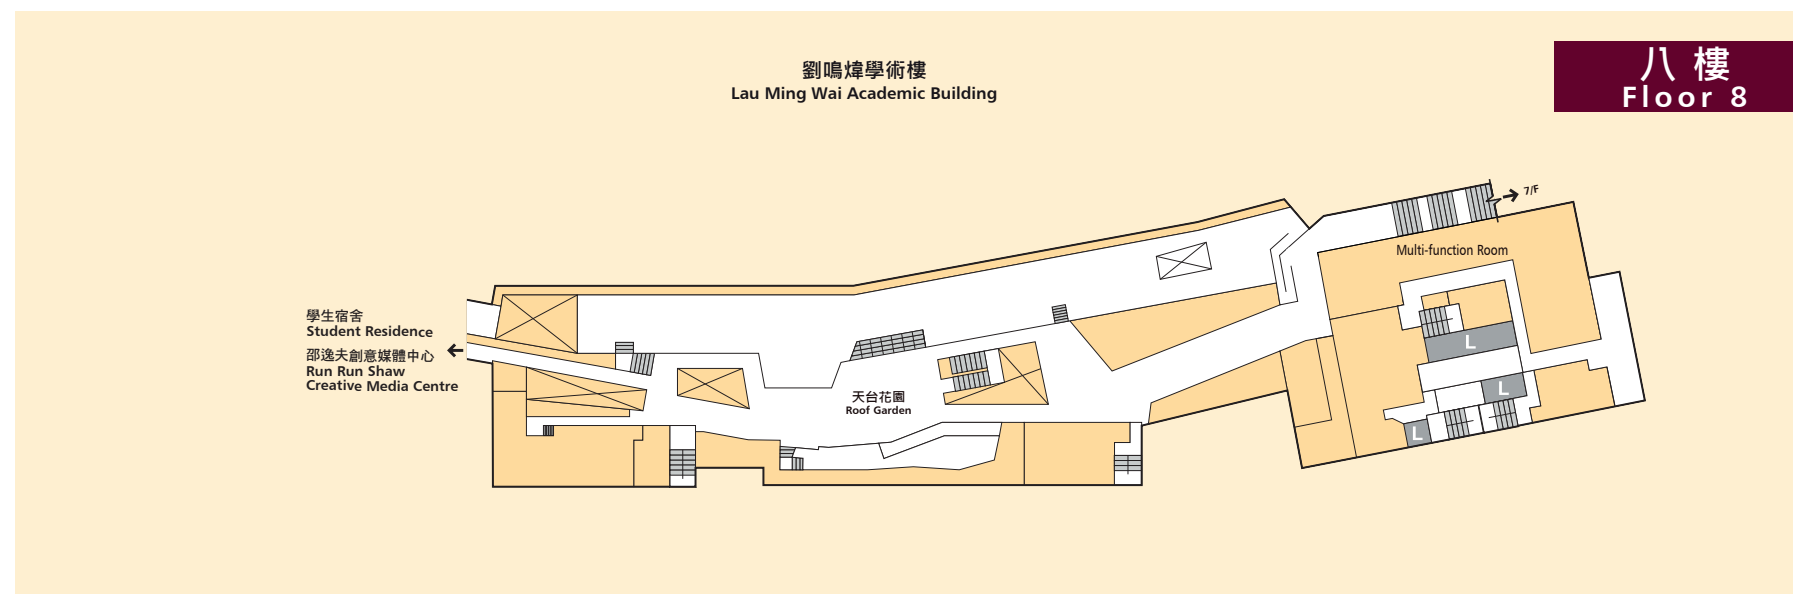 劉鳴煒學術樓
Lau Ming Wai Academic Building
八樓
Floor 8
7/F
Multi-function Room
學生宿舍
Student Residence
邵逸夫創意媒體中心
Run Run Shaw
Creative Media Centre
天台花園
Roof Garden
L
L
L